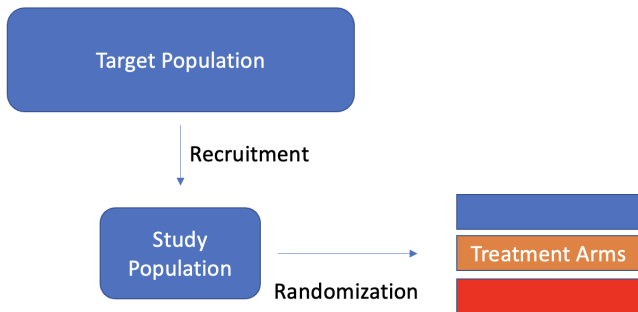 Target Population
Recruitment
Study
Population
Randomization
Treatment Arms